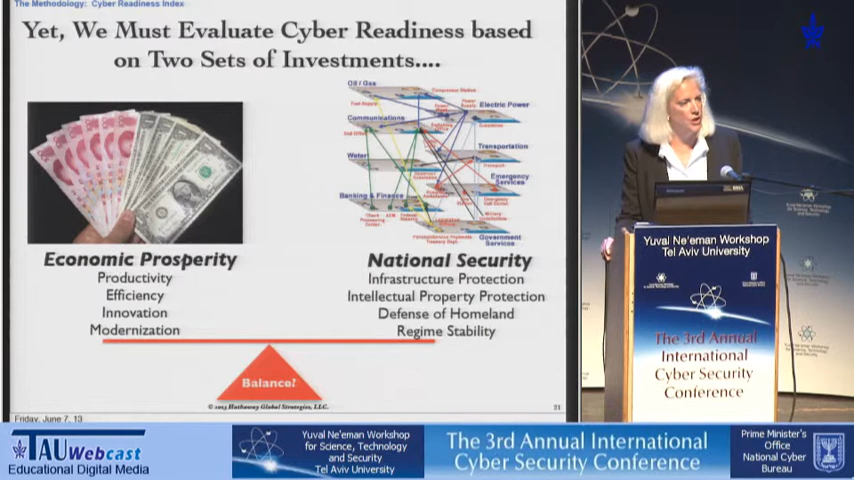 The Methodology: Cyber Readiness Index
Yet, We Must Evaluate Cyber Readiness based
on Two Sets of Investments....
Oil / Gas
Communications
Water
Banking & Finance
Electric Power
Transportation
Emergency
Services
Government
Services
Economic Prosperity
Productivity
Efficiency
Innovation
Modernization
National Security
Infrastructure Protection
Intellectual Property Protection
Defense of Homeland
Regime Stability
Balance?
© 2013 Hathaway Global Strategies, LLC.
21
Friday, June 7, 13
Yuval Ne'eman Workshop
Tel Aviv University
The 3rd Annual
International
Cyber Security
Conference
TAU Webcast
Educational Digital Media
Yuval Ne'eman Workshop
for Science, Technology
and Security
Tel Aviv University
The 3rd Annual International
Cyber Security Conference
Prime Minister's
Office
National Cyber
Bureau